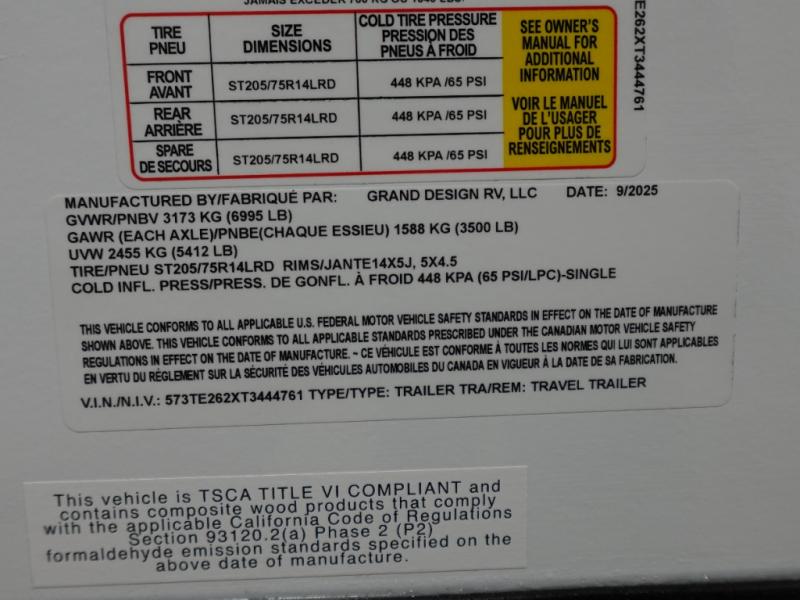 JAMAIS EXCÉDER 700 KG OU 1540 LBS.
TIRE PNEU
SIZE DIMENSIONS
COLD TIRE PRESSURE PRESSION DES PNEUS À FROID
SEE OWNER'S MANUAL FOR ADDITIONAL INFORMATION
FRONT AVANT
ST205/75R14LRD
448 KPA /65 PSI
REAR ARRIÈRE
ST205/75R14LRD
448 KPA /65 PSI
VOIR LE MANUEL DE L'USAGER POUR PLUS DE RENSEIGNEMENTS
SPARE DE SECOURS
ST205/75R14LRD
448 KPA /65 PSI
TE262XT3444761
MANUFACTURED BY/FABRIQUÉ PAR: GRAND DESIGN RV, LLC DATE: 9/2025
GVWR/PNBV 3173 KG (6995 LB)
GAWR (EACH AXLE)/PNBE(CHAQUE ESSIEU) 1588 KG (3500 LB)
UVW 2455 KG (5412 LB)
TIRE/PNEU ST205/75R14LRD RIMS/JANTE14X5J, 5X4.5
COLD INFL. PRESS/PRESS. DE GONFL. À FROID 448 KPA (65 PSI/LPC)-SINGLE
THIS VEHICLE CONFORMS TO ALL APPLICABLE U.S. FEDERAL MOTOR VEHICLE SAFETY STANDARDS IN EFFECT ON THE DATE OF MANUFACTURE
SHOWN ABOVE. THIS VEHICLE CONFORMS TO ALL APPLICABLE STANDARDS PRESCRIBED UNDER THE CANADIAN MOTOR VEHICLE SAFETY
REGULATIONS IN EFFECT ON THE DATE OF MANUFACTURE. ~ CE VÉHICULE EST CONFORME À TOUTES LES NORMES QUI LUI SONT APPLICABLES
EN VERTU DU RÈGLEMENT SUR LA SÉCURITÉ DES VÉHICULES AUTOMOBILES DU CANADA EN VIGUEUR À LA DATE DE SA FABRICATION.
V.I.N./N.I.V.: 573TE262XT3444761 TYPE/TYPE: TRAILER TRA/REM: TRAVEL TRAILER
This vehicle is TSCA TITLE VI COMPLIANT and
contains composite wood products that comply
with the applicable California Code of Regulations
Section 93120.2(a) Phase 2 (P2)
formaldehyde emission standards specified on the
above date of manufacture.